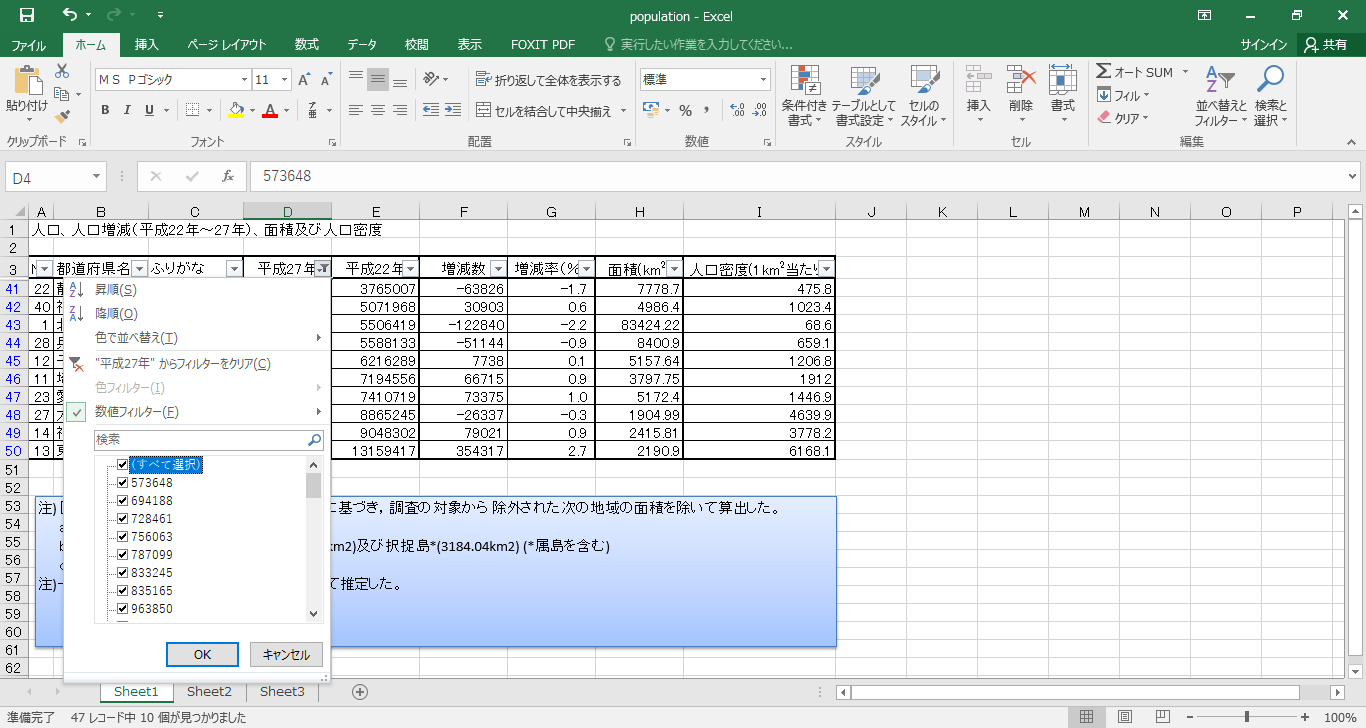 population - Excel
ファイル ホーム 挿入 ページ レイアウト 数式 データ 校閲 表示 FOXIT PDF 実行したい作業を入力してください... サインイン 共有
ＭＳ Ｐゴシック 11 折り返して全体を表示する 標準 オート SUM
貼り付け B I U セルを結合して中央揃え % 条件付き書式 テーブルとして書式設定 セルのスタイル 挿入 削除 書式 フィル クリア 並べ替えとフィルター 検索と選択
クリップボード フォント 配置 数値 スタイル セル 編集
D4 fx 573648
A B C D E F G H I J K L M N O P
1 人口、人口増減(平成22年～27年)、面積及び人口密度
2
3 都道府県名 ふりがな 平成27年 平成22年 増減数 増減率(% 面積(km² 人口密度(1km²当たり
41 22 3765007 -63826 -1.7 7778.7 475.8
42 40 5071968 30903 0.6 4986.4 1023.4
43 1 5506419 -122840 -2.2 83424.22 68.6
44 28 5588133 -51144 -0.9 8400.9 659.1
45 12 6216289 7738 0.1 5157.64 1206.8
46 11 7194556 66715 0.9 3797.75 1912
47 23 7410719 73375 1.0 5172.4 1446.9
48 27 8865245 -26337 -0.3 1904.99 4639.9
49 14 9048302 79021 0.9 2415.81 3778.2
50 13 13159417 354317 2.7 2190.9 6168.1
51
52
53
54
55
56
57
58
59
60
61
62
昇順(S)
降順(O)
色で並べ替え(T)
"平成27年" からフィルターをクリア(C)
色フィルター(I)
数値フィルター(F)
検索
(すべて選択)
573648
694188
728461
756063
787099
833245
835165
963850
OK キャンセル
注) に基づき，調査の対象から除外された次の地域の面積を除いて算出した。
km2)及び択捉島*(3184.04km2) (*属島を含む)
注) て推定した。
Sheet1 Sheet2 Sheet3
準備完了 47 レコード中 10 個が見つかりました 100%